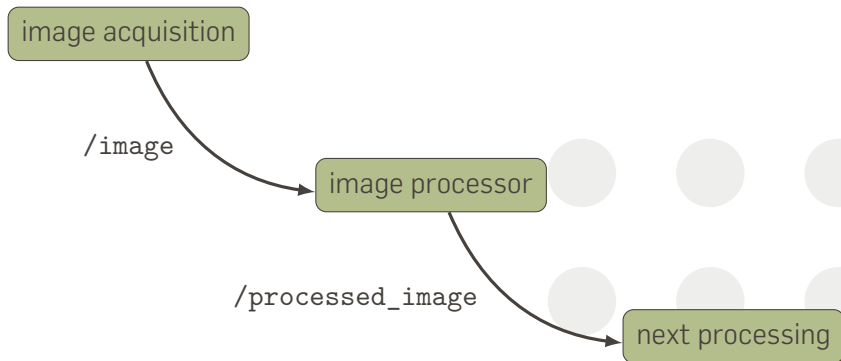 image acquisition
/image
image processor
/processed_image
next processing